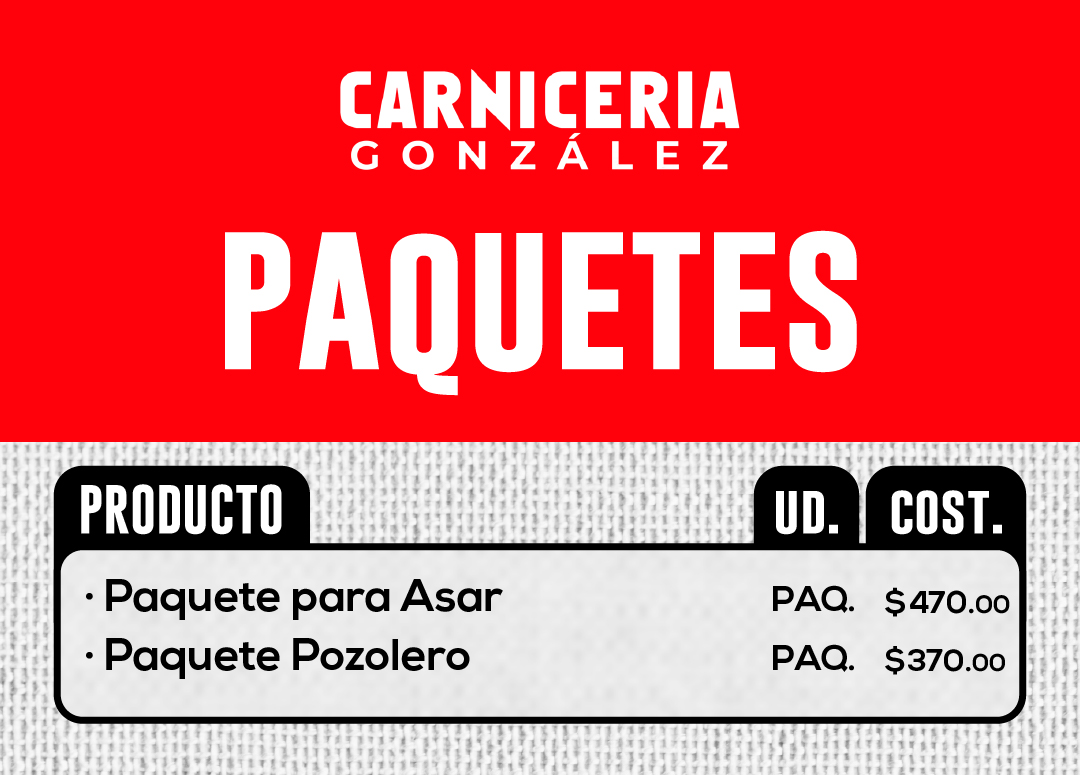 CARNICERIA
GONZÁLEZ
PAQUETES
PRODUCTO UD. COST.
· Paquete para Asar PAQ. $470.00
· Paquete Pozolero PAQ. $370.00